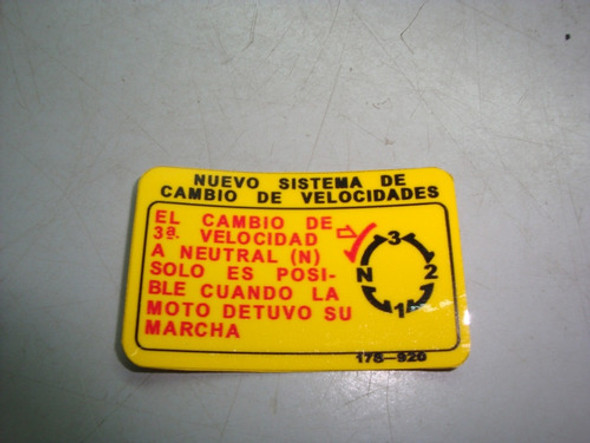 NUEVO SISTEMA DE
CAMBIO DE VELOCIDADES
EL CAMBIO DE
3ª. VELOCIDAD
A NEUTRAL (N)
SOLO ES POSI-
BLE CUANDO LA
MOTO DETUVO SU
MARCHA
3
N 2
1
178-920